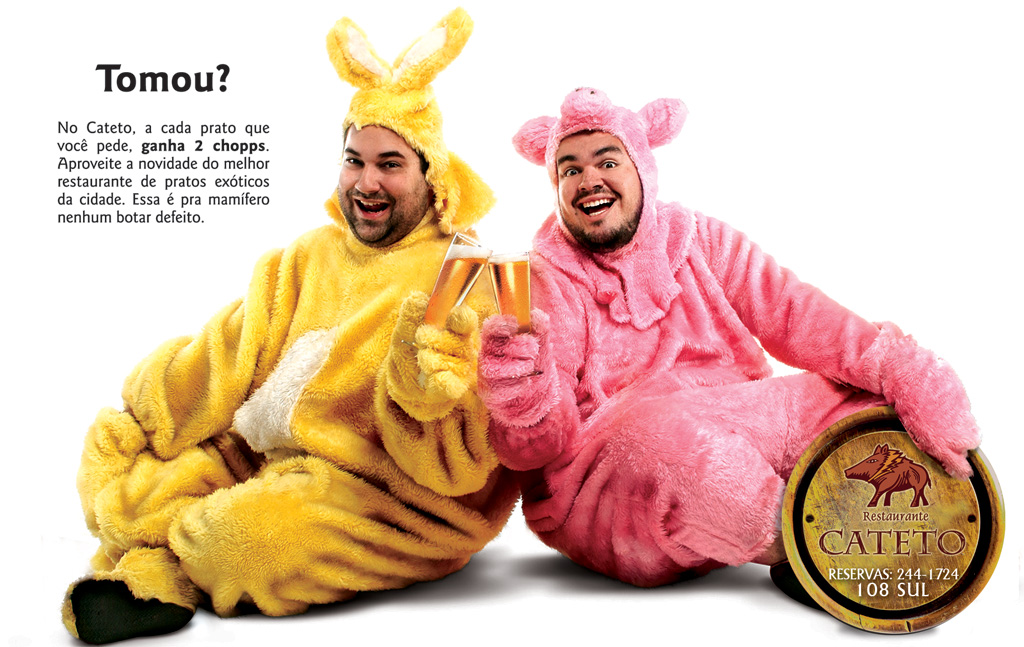 Tomou?
No Cateto, a cada prato que
você pede, ganha 2 chopps.
Aproveite a novidade do melhor
restaurante de pratos exóticos
da cidade. Essa é pra mamífero
nenhum botar defeito.
Restaurante
CATETO
RESERVAS: 244-1724
108 SUL